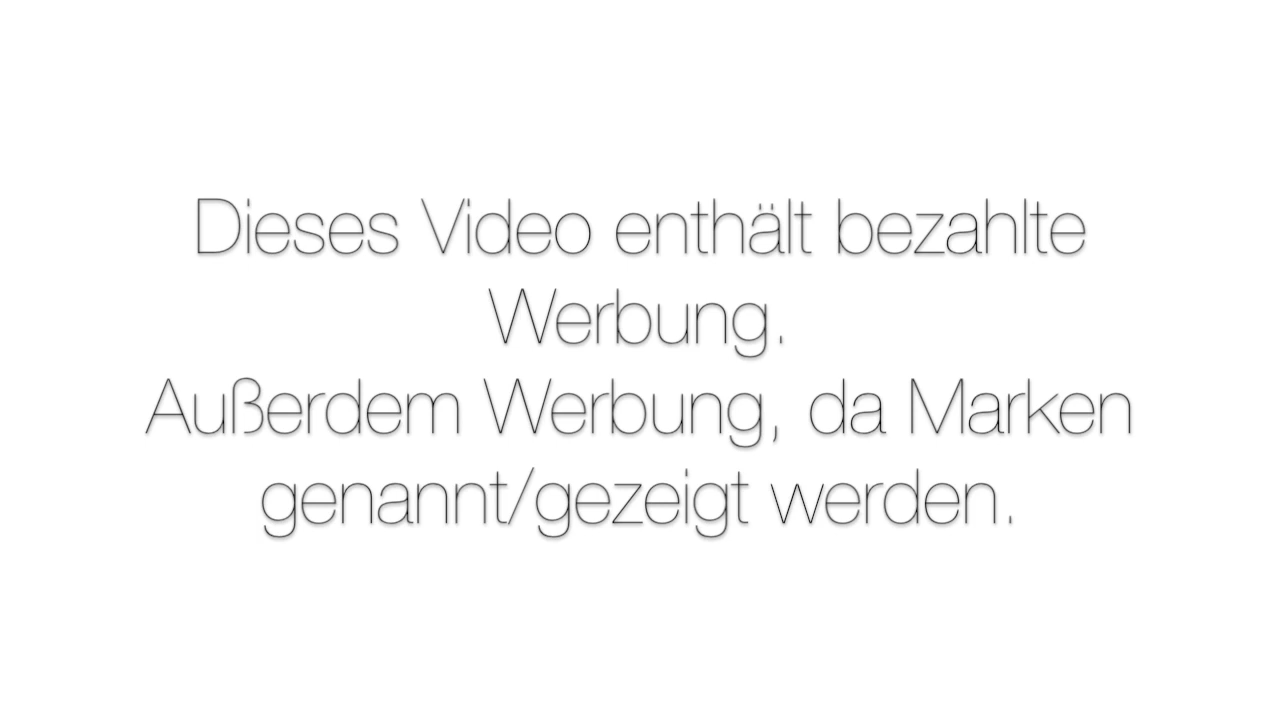 Dieses Video enthält bezahlte
Werbung.
Außerdem Werbung, da Marken
genannt/gezeigt werden.